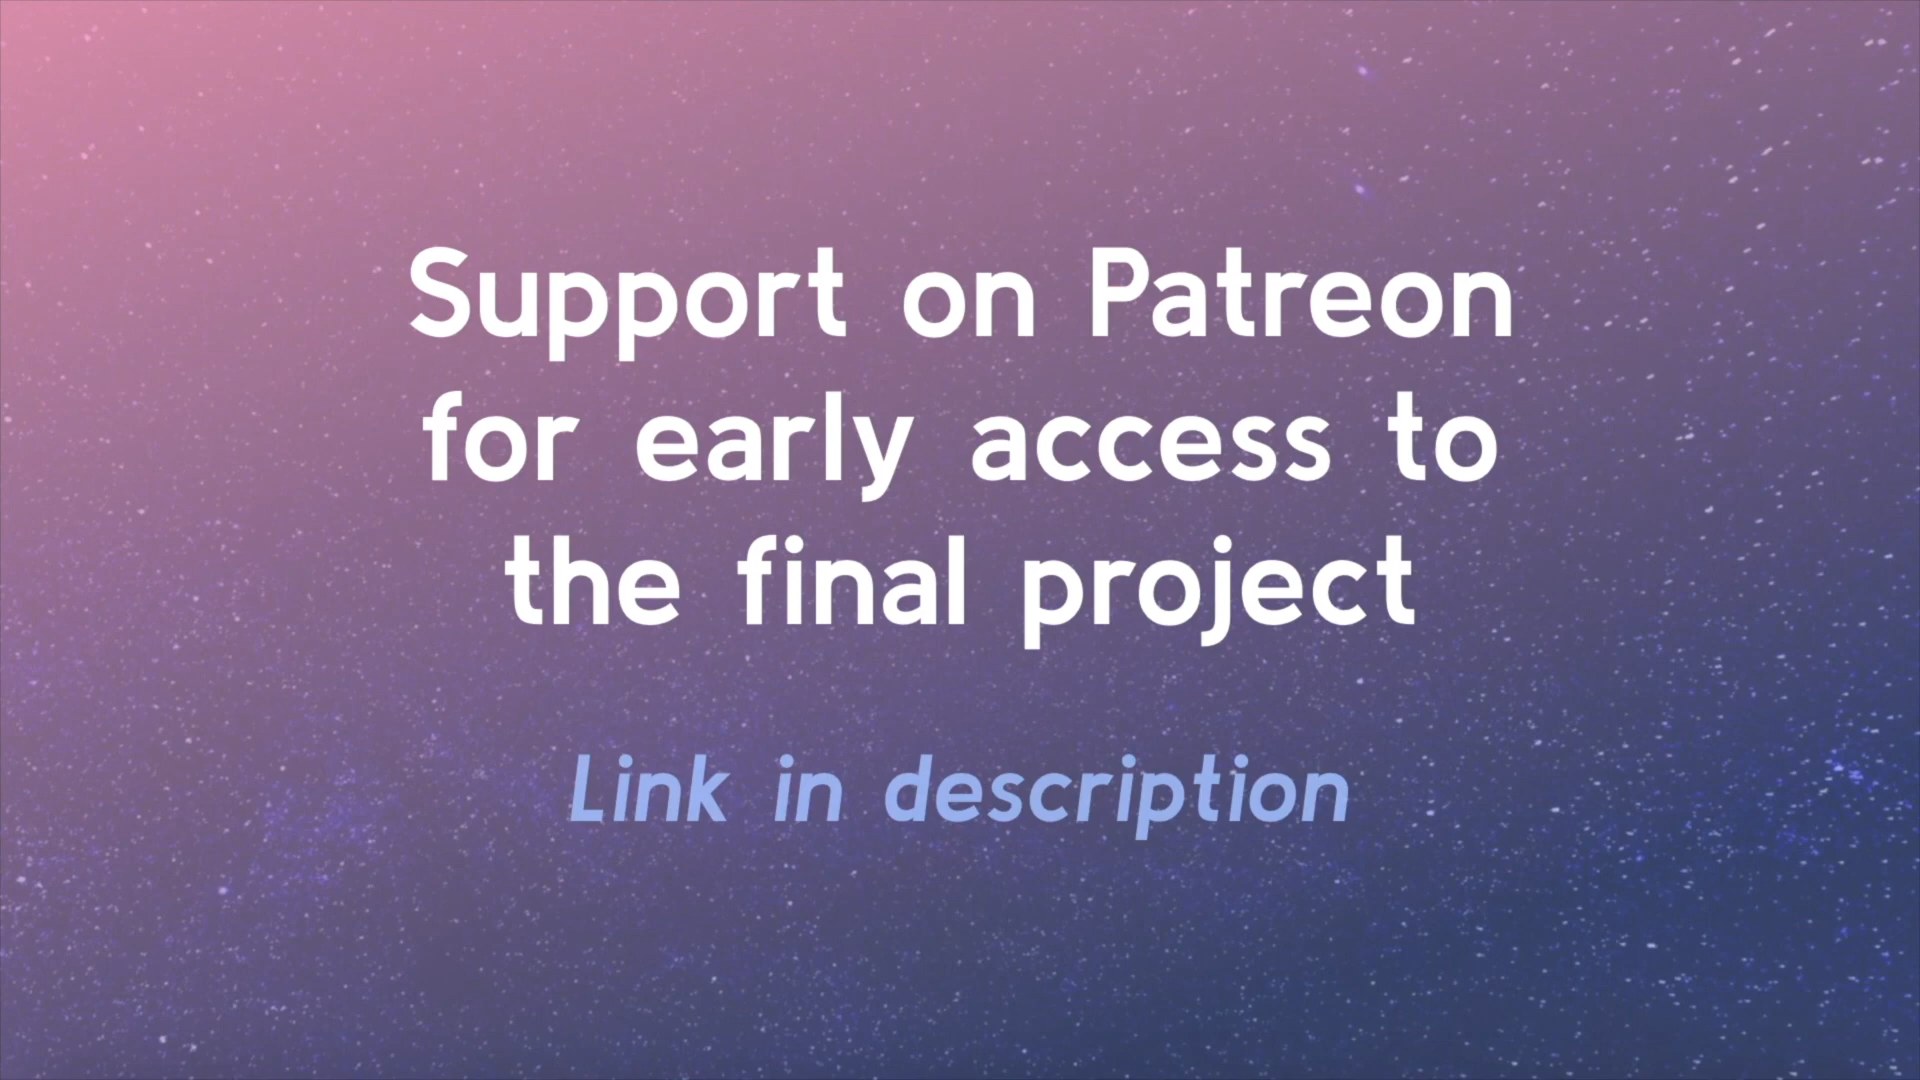 Support on Patreon
for early access to
the final project
Link in description